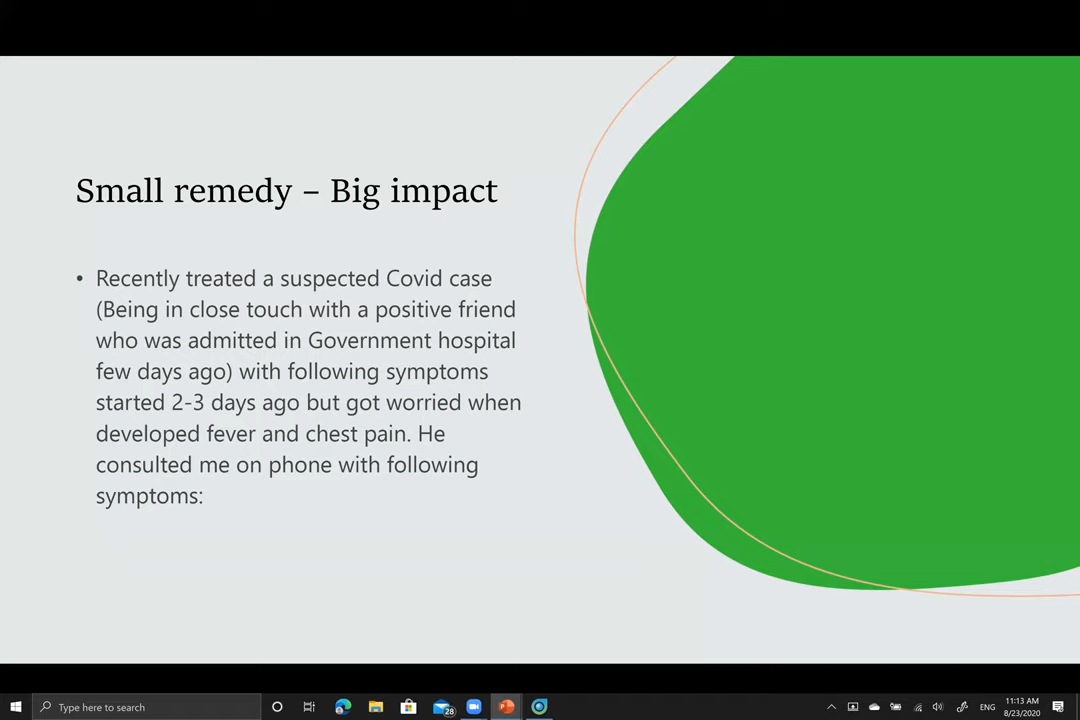 Small remedy – Big impact
• Recently treated a suspected Covid case
(Being in close touch with a positive friend
who was admitted in Government hospital
few days ago) with following symptoms
started 2-3 days ago but got worried when
developed fever and chest pain. He
consulted me on phone with following
symptoms:
Type here to search
28
ENG
11:13 AM
8/23/2020